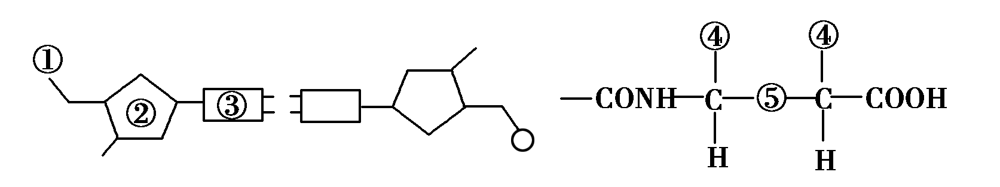 ④ ④
①
② ③
—CONH—C—⑤—C—COOH
H H